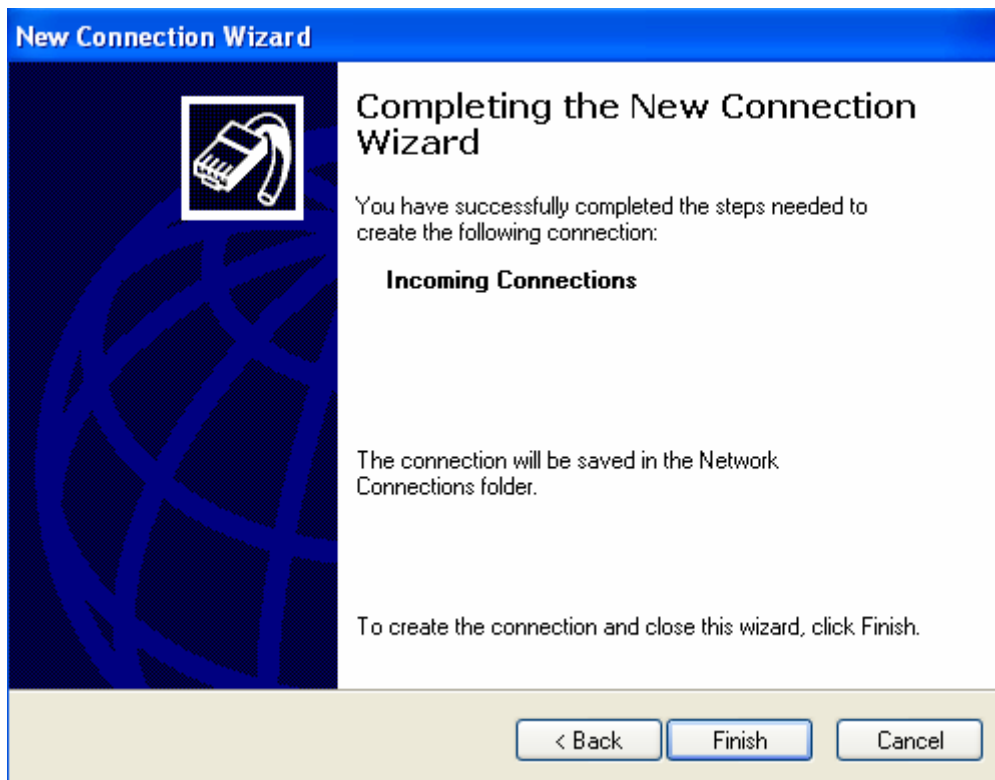 New Connection Wizard
Completing the New Connection
Wizard
You have successfully completed the steps needed to
create the following connection:
Incoming Connections
The connection will be saved in the Network
Connections folder.
To create the connection and close this wizard, click Finish.
< Back
Finish
Cancel